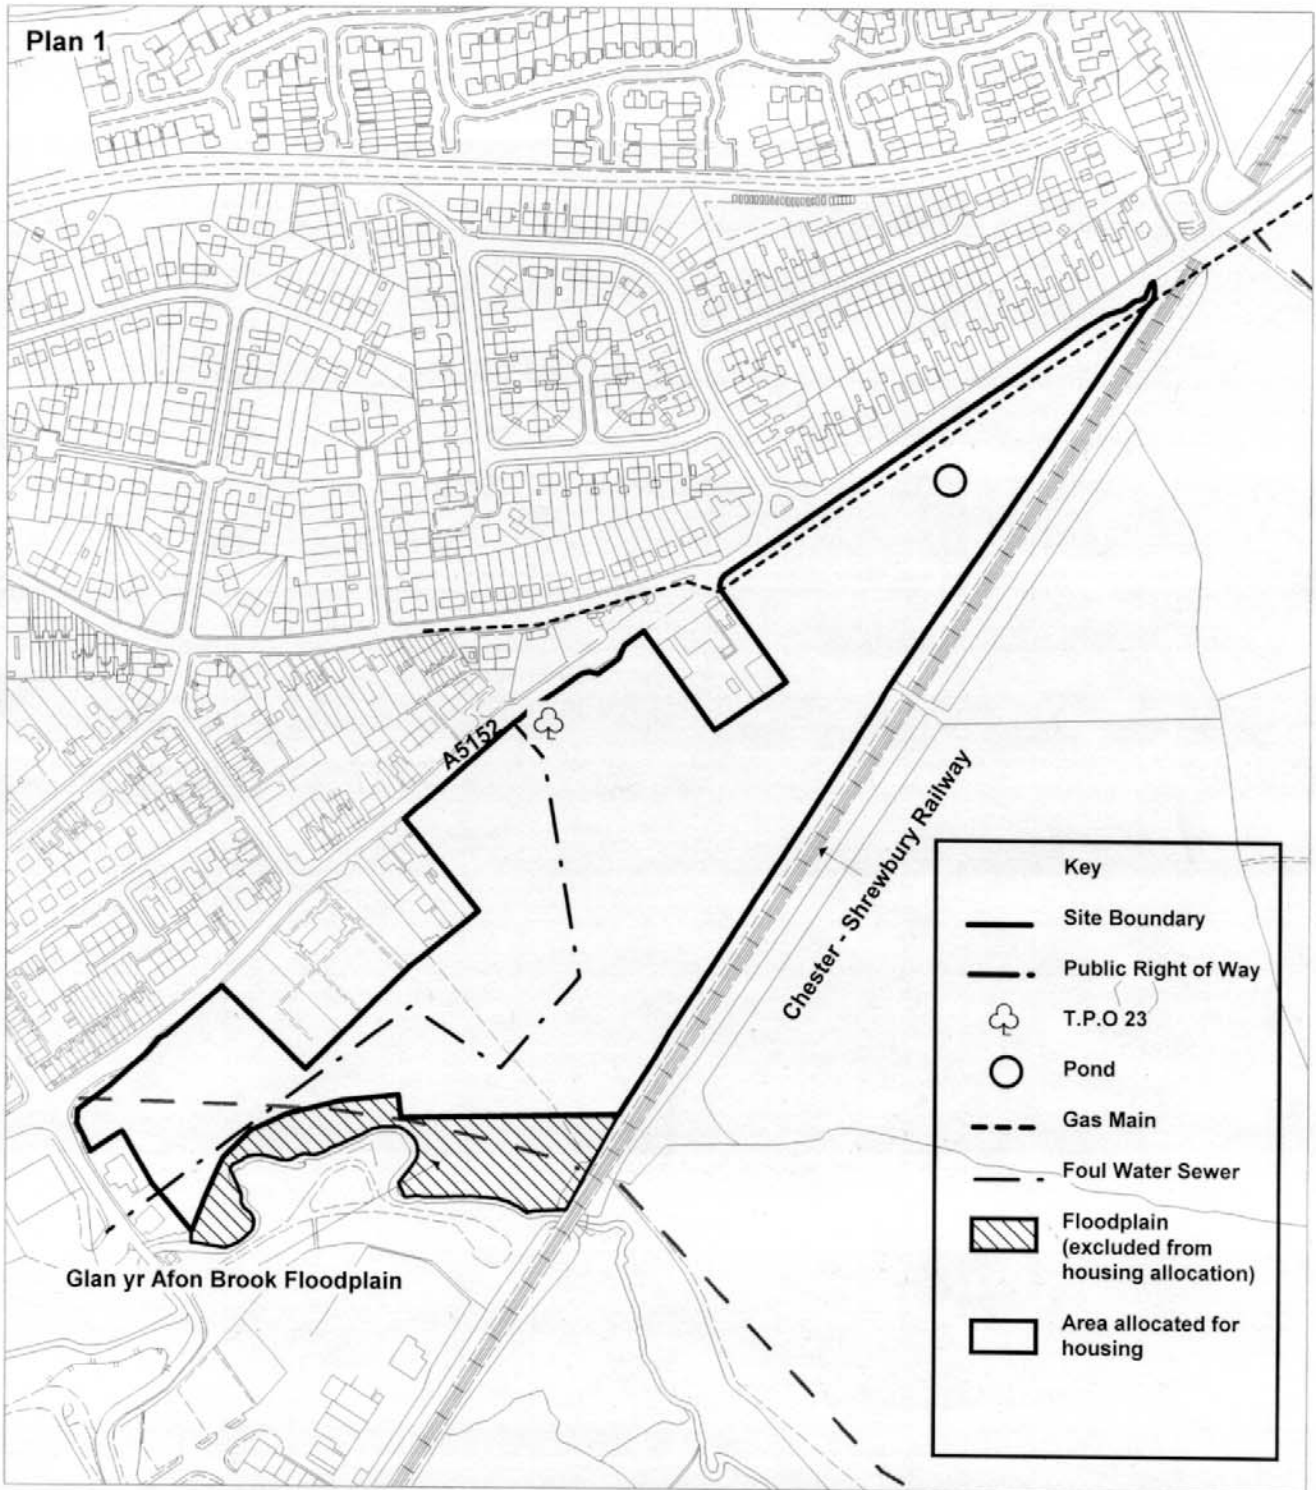 Plan 1
A5152
Chester - Shrewbury Railway
Glan yr Afon Brook Floodplain
Key
Site Boundary
Public Right of Way
T.P.O 23
Pond
Gas Main
Foul Water Sewer
Floodplain
(excluded from
housing allocation)
Area allocated for
housing